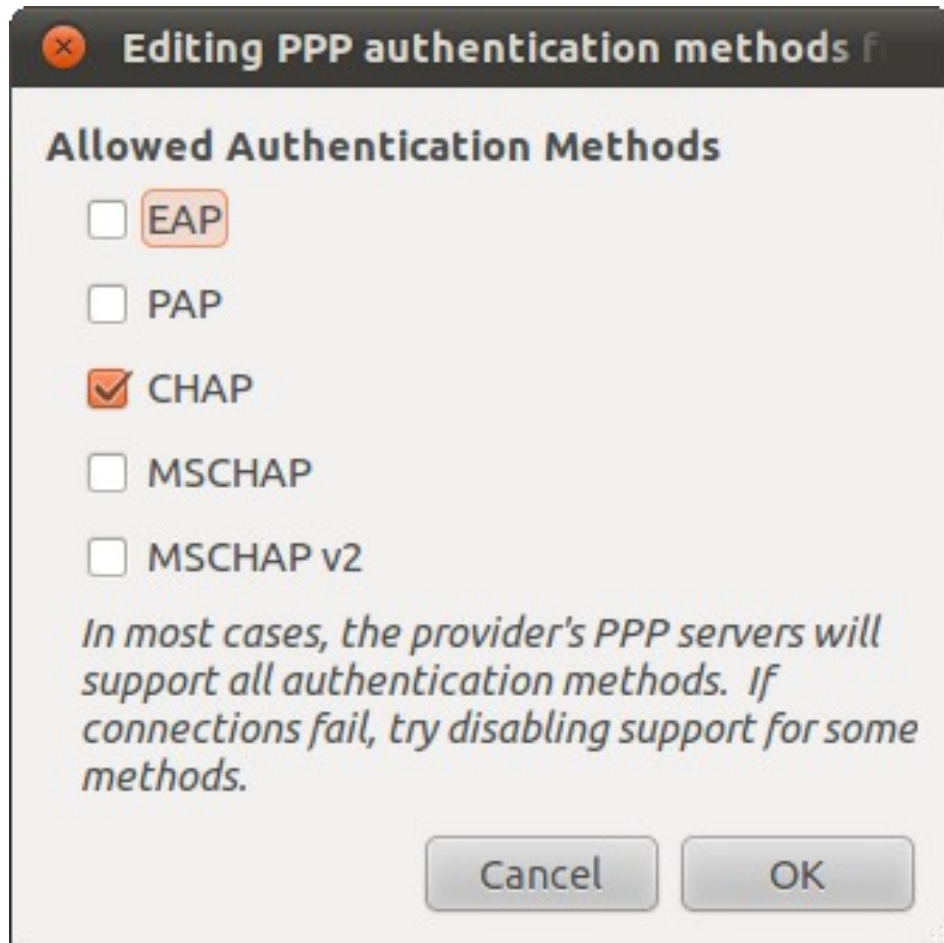 Editing PPP authentication methods f
Allowed Authentication Methods
EAP
PAP
CHAP
MSCHAP
MSCHAP v2
In most cases, the provider's PPP servers will
support all authentication methods. If
connections fail, try disabling support for some
methods.
Cancel
OK